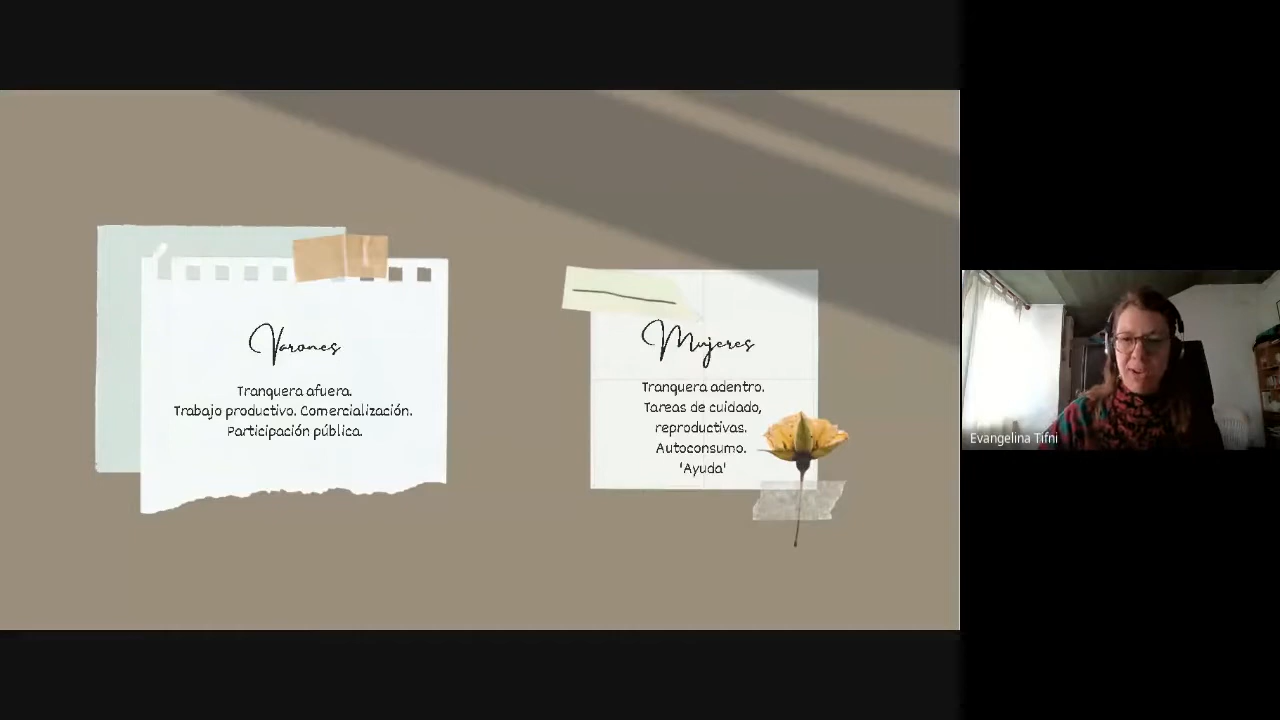 Varones
Tranquera afuera.
Trabajo productivo. Comercialización.
Participación pública.
Mujeres
Tranquera adentro.
Tareas de cuidado,
reproductivas.
Autoconsumo.
'Ayuda'
Evangelina Tifni